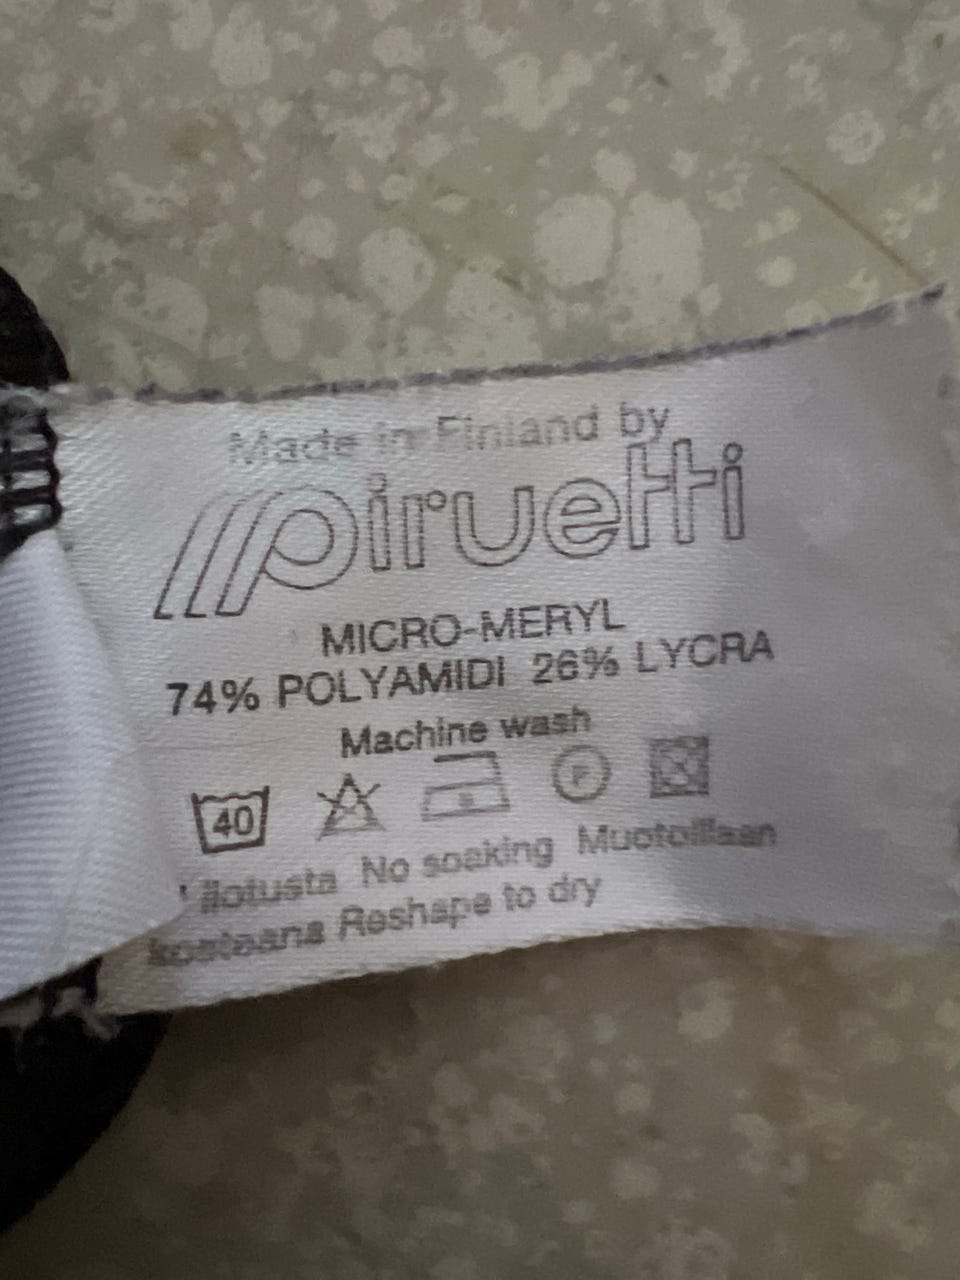 Made in Finland by
piruetti
MICRO-MERYL
74% POLYAMIDI 26% LYCRA
Machine wash
40 A P
No soaking Muotoillaan
kosteana Reshape to dry